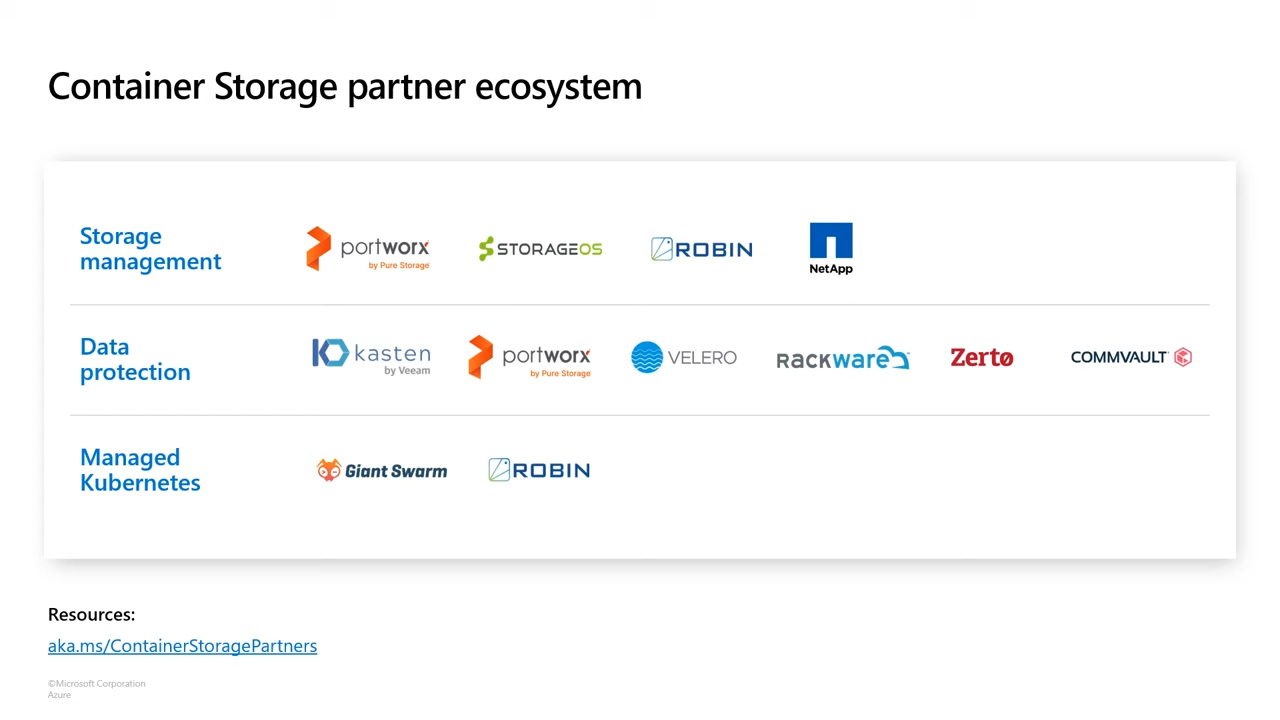 Container Storage partner ecosystem
Storage
management
portworx
by Pure Storage
STORAGEOS
ROBIN
NetApp
Data
protection
kasten
by Veeam
portworx
by Pure Storage
VELERO
RACKWARE
Zerto
COMMVAULT
Managed
Kubernetes
Giant Swarm
ROBIN
Resources:
aka.ms/ContainerStoragePartners
©Microsoft Corporation
Azure